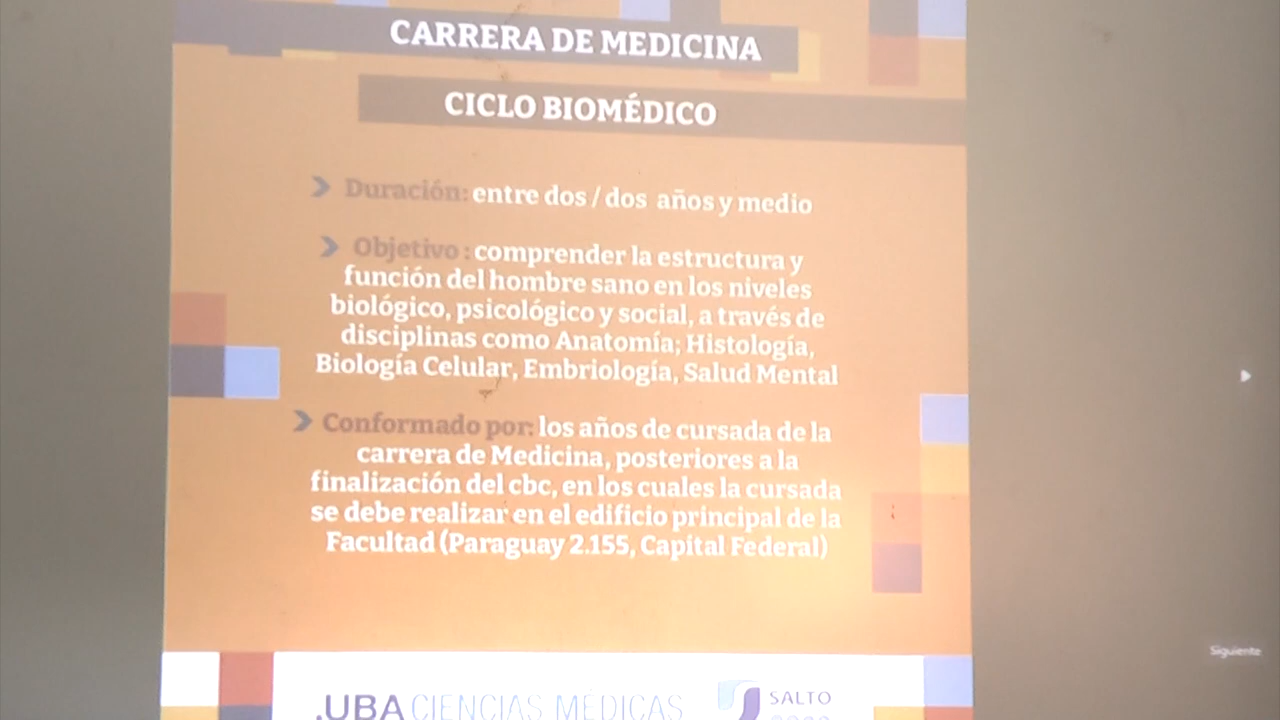 CARRERA DE MEDICINA
CICLO BIOMÉDICO
Duración: entre dos / dos años y medio
Objetivo : comprender la estructura y
función del hombre sano en los niveles
biológico, psicológico y social, a través de
disciplinas como Anatomía; Histología,
Biología Celular, Embriología, Salud Mental
Conformado por: los años de cursada de la
carrera de Medicina, posteriores a la
finalización del cbc, en los cuales la cursada
se debe realizar en el edificio principal de la
Facultad (Paraguay 2.155, Capital Federal)
Siguiente
.UBA CIENCIAS MÉDICAS
SALTO